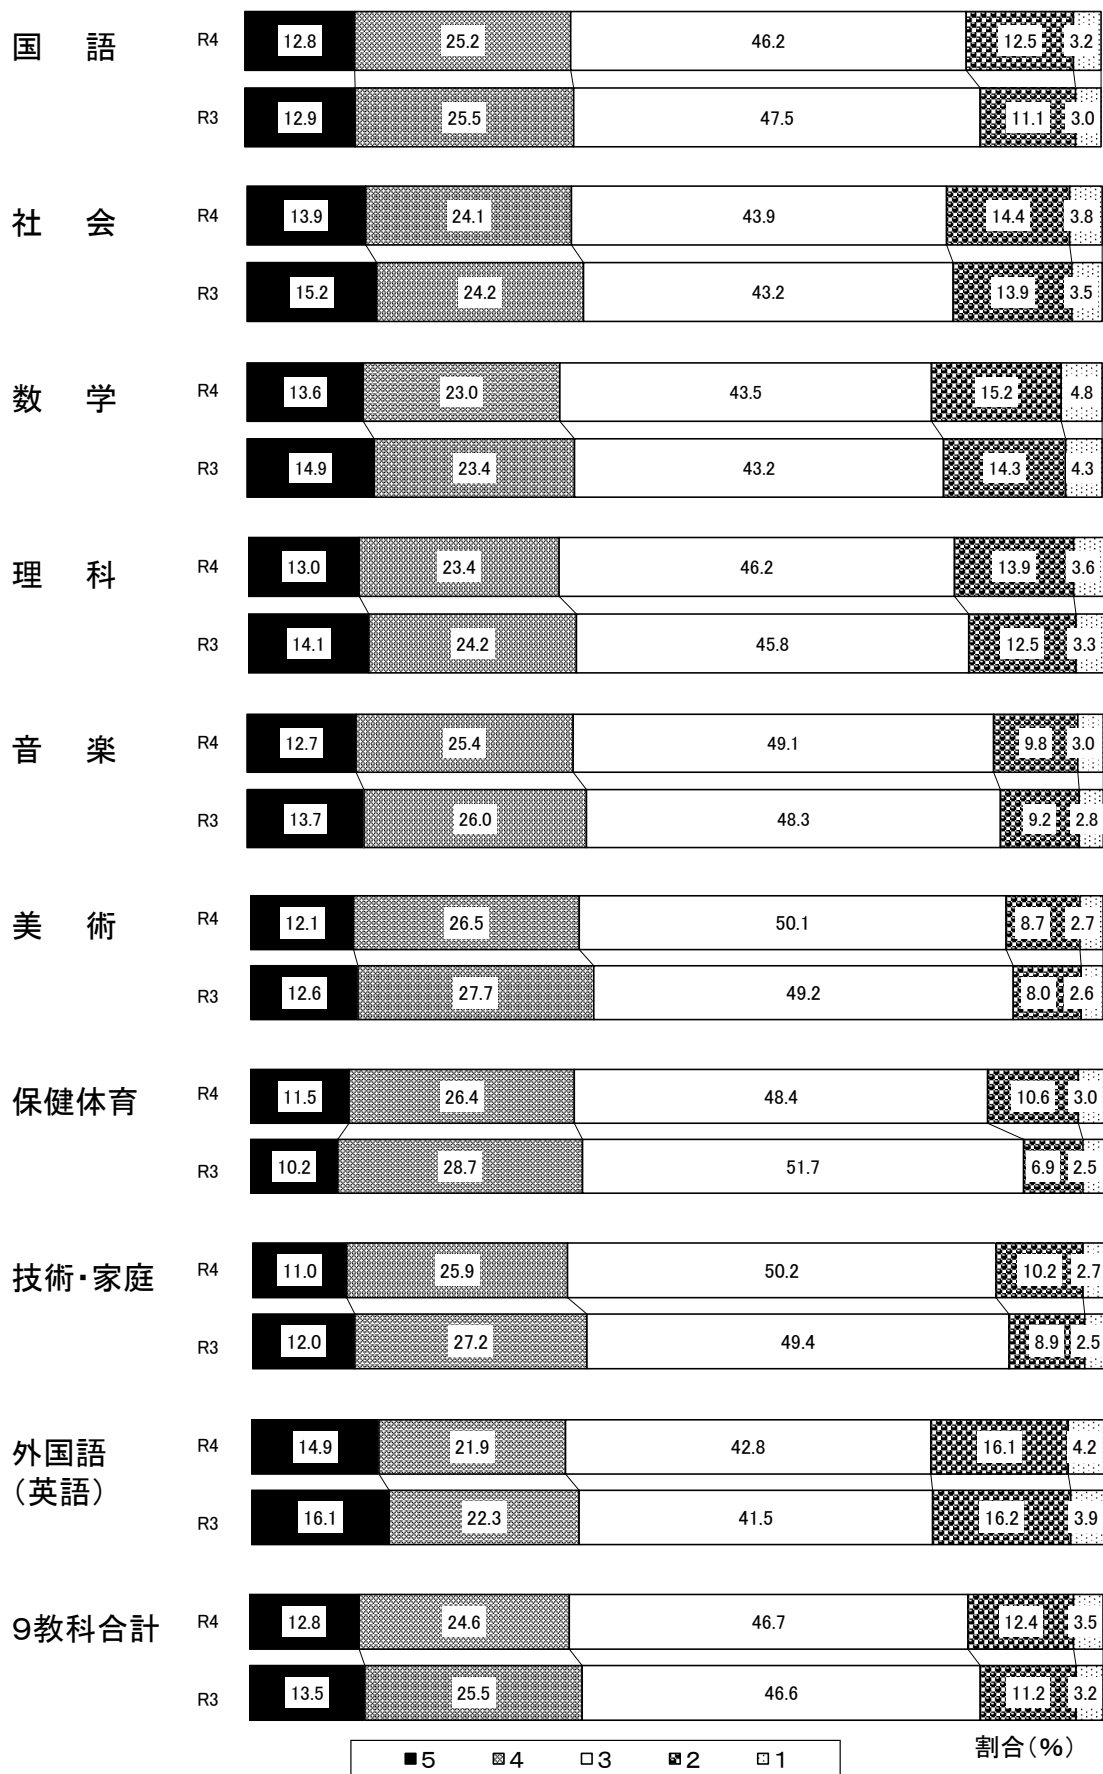 国 語 R4 12.8 25.2 46.2 12.5 3.2
R3 12.9 25.5 47.5 11.1 3.0
社 会 R4 13.9 24.1 43.9 14.4 3.8
R3 15.2 24.2 43.2 13.9 3.5
数 学 R4 13.6 23.0 43.5 15.2 4.8
R3 14.9 23.4 43.2 14.3 4.3
理 科 R4 13.0 23.4 46.2 13.9 3.6
R3 14.1 24.2 45.8 12.5 3.3
音 楽 R4 12.7 25.4 49.1 9.8 3.0
R3 13.7 26.0 48.3 9.2 2.8
美 術 R4 12.1 26.5 50.1 8.7 2.7
R3 12.6 27.7 49.2 8.0 2.6
保健体育 R4 11.5 26.4 48.4 10.6 3.0
R3 10.2 28.7 51.7 6.9 2.5
技術・家庭 R4 11.0 25.9 50.2 10.2 2.7
R3 12.0 27.2 49.4 8.9 2.5
外国語 R4 14.9 21.9 42.8 16.1 4.2
（英語）
R3 16.1 22.3 41.5 16.2 3.9
9教科合計 R4 12.8 24.6 46.7 12.4 3.5
R3 13.5 25.5 46.6 11.2 3.2
割合（％）
5 4 3 2 1